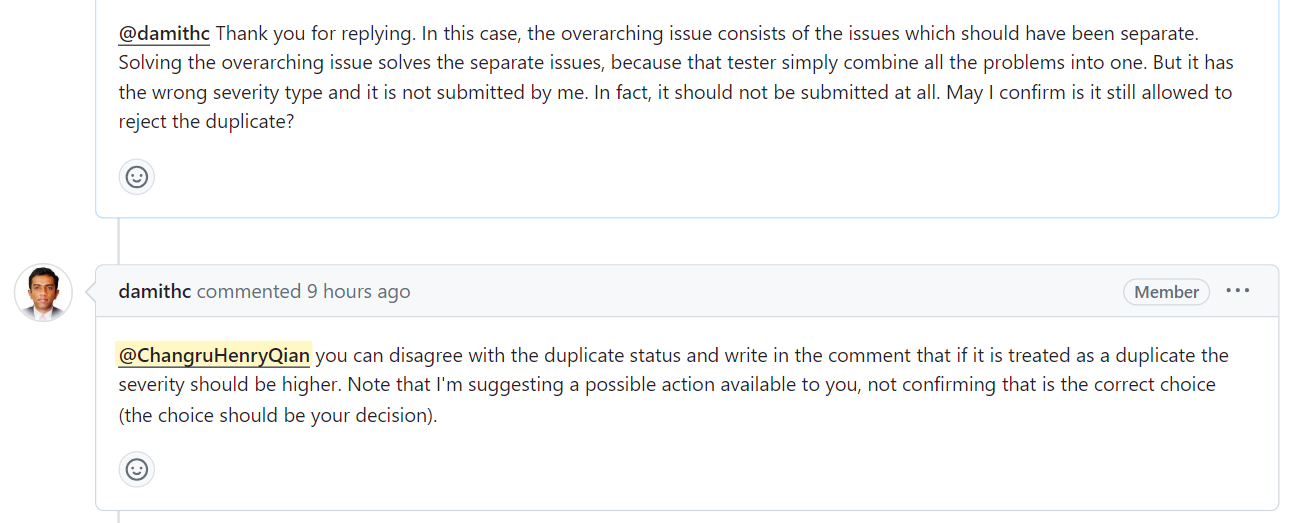 @damithc Thank you for replying. In this case, the overarching issue consists of the issues which should have been separate.
Solving the overarching issue solves the separate issues, because that tester simply combine all the problems into one. But it has
the wrong severity type and it is not submitted by me. In fact, it should not be submitted at all. May I confirm is it still allowed to
reject the duplicate?
damithc commented 9 hours ago Member
@ChangruHenryQian you can disagree with the duplicate status and write in the comment that if it is treated as a duplicate the
severity should be higher. Note that I'm suggesting a possible action available to you, not confirming that is the correct choice
(the choice should be your decision).